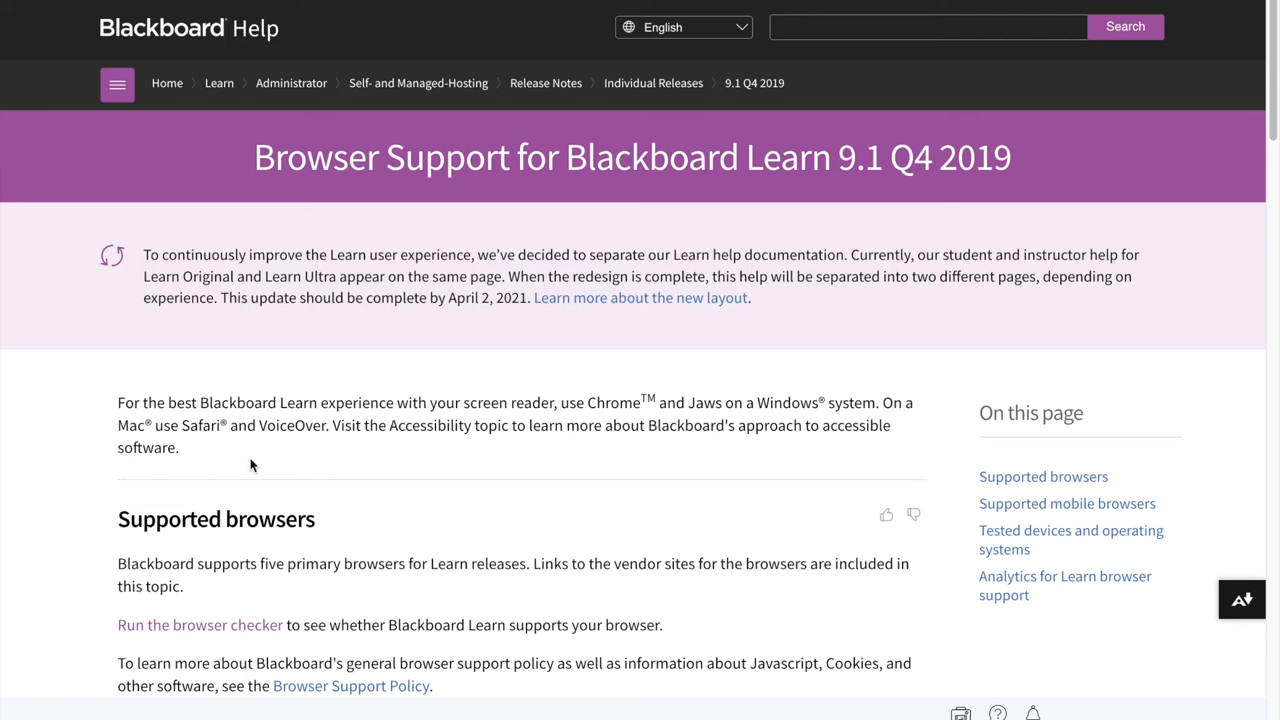 Blackboard Help
English
Search
Home
Learn
Administrator
Self- and Managed-Hosting
Release Notes
Individual Releases
9.1 Q4 2019
Browser Support for Blackboard Learn 9.1 Q4 2019
To continuously improve the Learn user experience, we’ve decided to separate our Learn help documentation. Currently, our student and instructor help for
Learn Original and Learn Ultra appear on the same page. When the redesign is complete, this help will be separated into two different pages, depending on
experience. This update should be complete by April 2, 2021. Learn more about the new layout.
For the best Blackboard Learn experience with your screen reader, use Chrome™ and Jaws on a Windows® system. On a
Mac® use Safari® and VoiceOver. Visit the Accessibility topic to learn more about Blackboard's approach to accessible
software.
Supported browsers
Blackboard supports five primary browsers for Learn releases. Links to the vendor sites for the browsers are included in
this topic.
Run the browser checker to see whether Blackboard Learn supports your browser.
To learn more about Blackboard's general browser support policy as well as information about Javascript, Cookies, and
other software, see the Browser Support Policy.
On this page
Supported browsers
Supported mobile browsers
Tested devices and operating
systems
Analytics for Learn browser
support